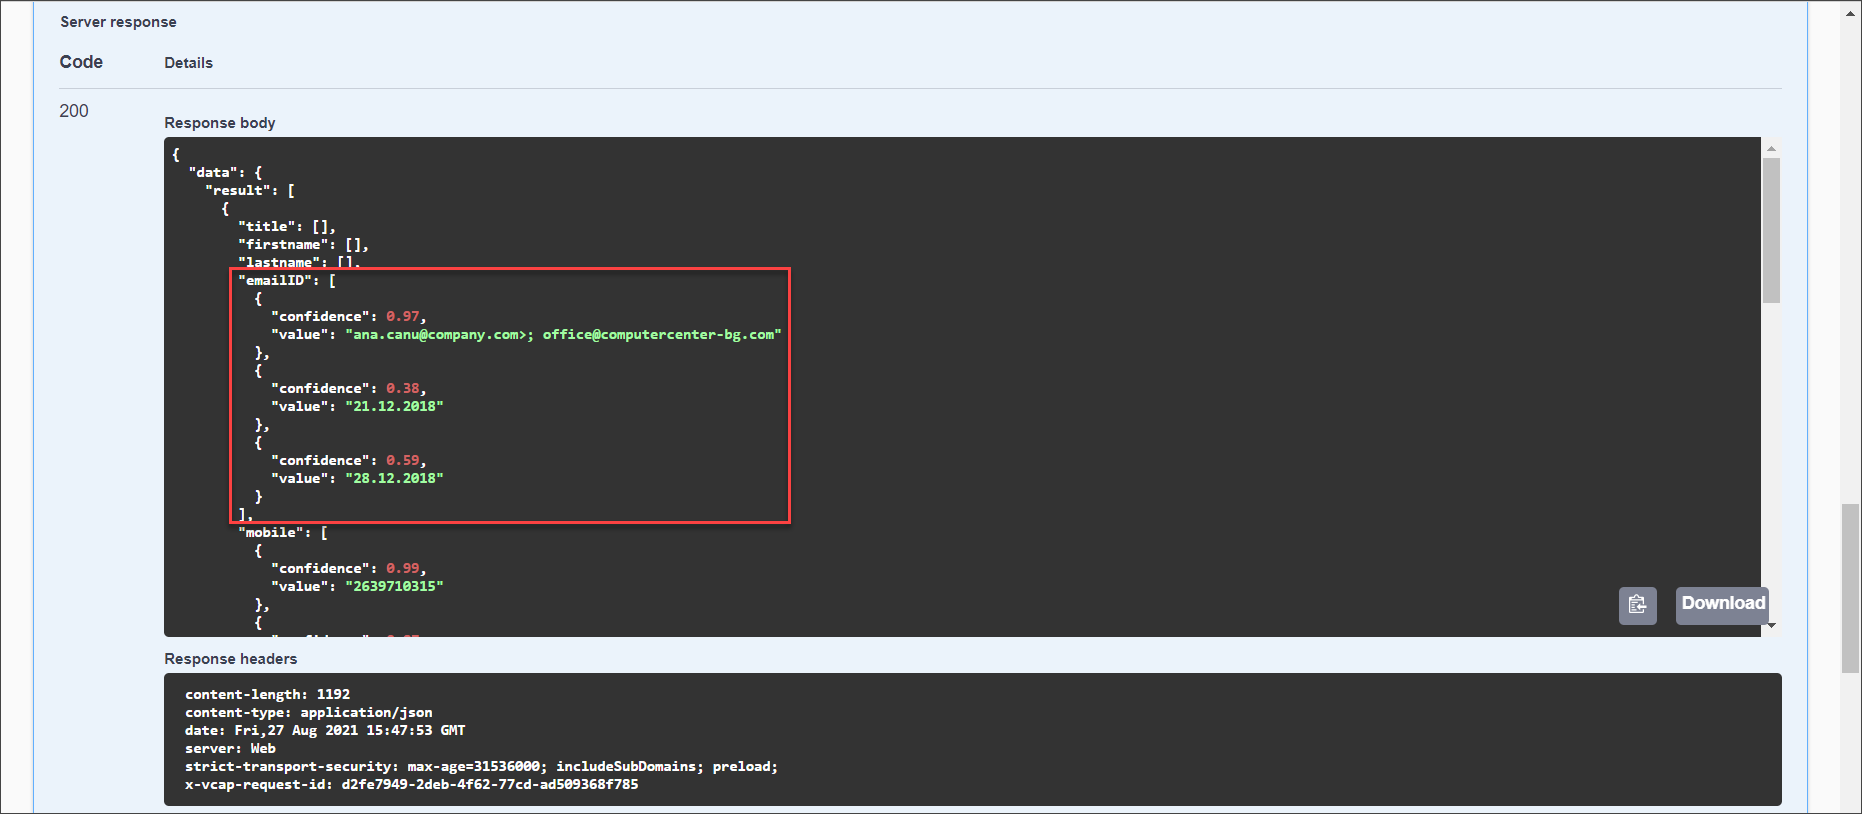 Server response
Code Details
200
Response body
{
"data": {
"result": [
{
"title": [],
"firstname": [],
"lastname": [],
"emailID": [
{
"confidence": 0.97,
"value": "ana.canu@company.com>; office@computercenter-bg.com"
},
{
"confidence": 0.38,
"value": "21.12.2018"
},
{
"confidence": 0.59,
"value": "28.12.2018"
}
],
"mobile": [
{
"confidence": 0.99,
"value": "2639710315"
},
{
Download
Response headers
content-length: 1192
content-type: application/json
date: Fri,27 Aug 2021 15:47:53 GMT
server: Web
strict-transport-security: max-age=31536000; includeSubDomains; preload;
x-vcap-request-id: d2fe7949-2deb-4f62-77cd-ad509368f785